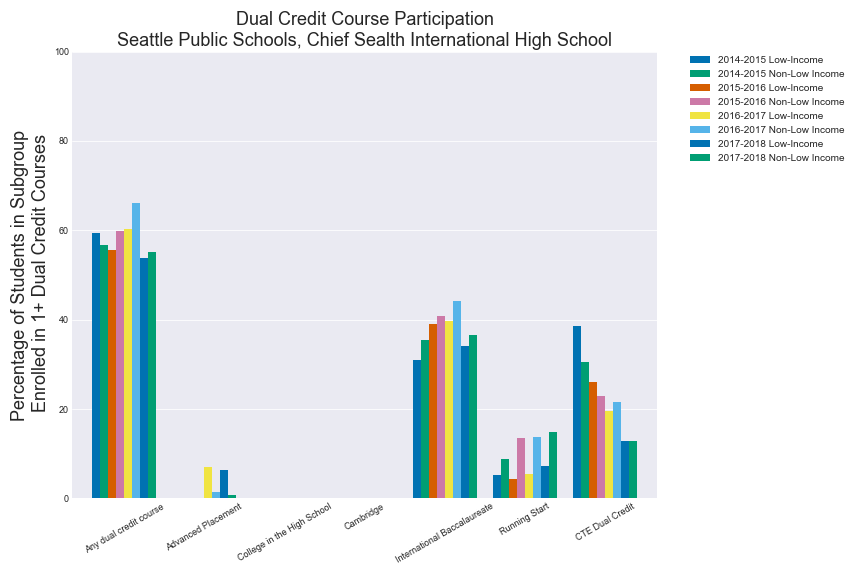 Dual Credit Course Participation
Seattle Public Schools, Chief Sealth International High School
Percentage of Students in Subgroup
Enrolled in 1+ Dual Credit Courses
100
80
60
40
20
0
Any dual credit course
Advanced Placement
College in the High School
Cambridge
International Baccalaureate
Running Start
CTE Dual Credit
2014-2015 Low-Income
2014-2015 Non-Low Income
2015-2016 Low-Income
2015-2016 Non-Low Income
2016-2017 Low-Income
2016-2017 Non-Low Income
2017-2018 Low-Income
2017-2018 Non-Low Income